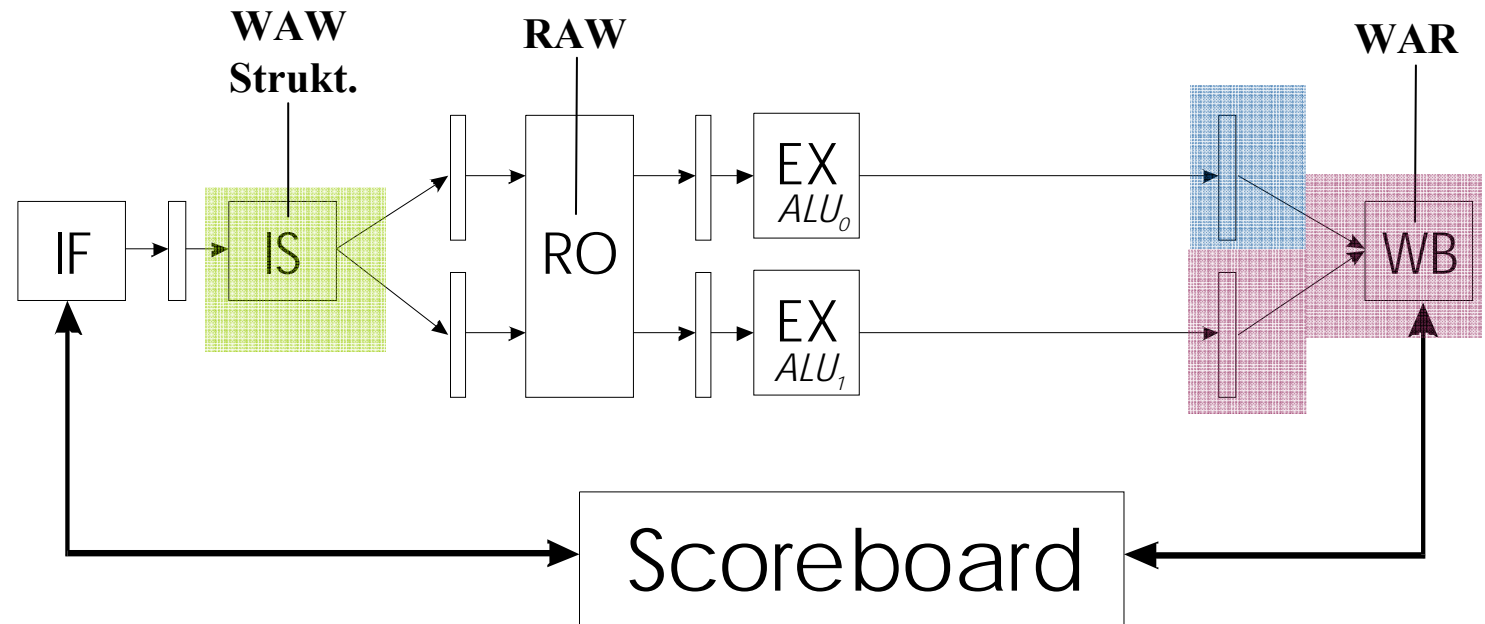 WAW
Strukt.
RAW
WAR
IF
IS
RO
EX
ALU0
EX
ALU1
WB
Scoreboard